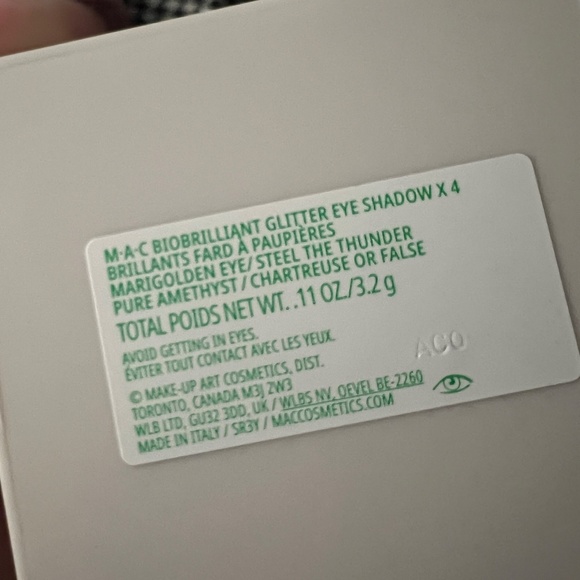 M·A·C BIOBRILLIANT GLITTER EYE SHADOW X 4
BRILLANTS FARD À PAUPIÈRES
MARIGOLDEN EYE/ STEEL THE THUNDER
PURE AMETHYST / CHARTREUSE OR FALSE
TOTAL POIDS NET WT. .11 OZ./3.2 g
AVOID GETTING IN EYES.
ÉVITER TOUT CONTACT AVEC LES YEUX.
ACO
© MAKE-UP ART COSMETICS, DIST.
TORONTO, CANADA M3J 2W3
WLB LTD, GU32 3DD, UK / WLBS NV, OEVEL BE-2260
MADE IN ITALY / SR3Y / MACCOSMETICS.COM